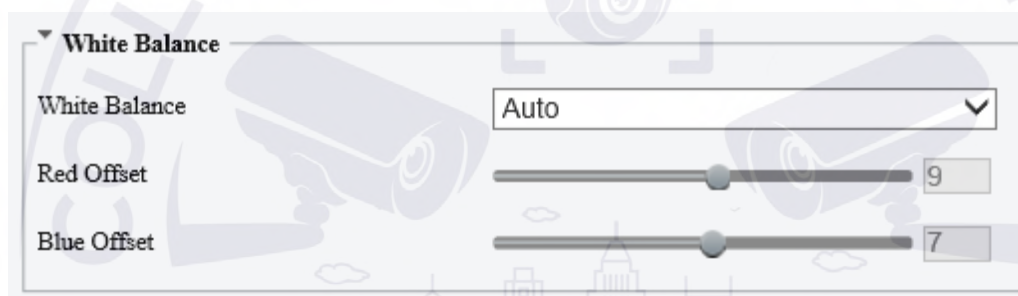 White Balance
White Balance Auto
Red Offset 9
Blue Offset 7